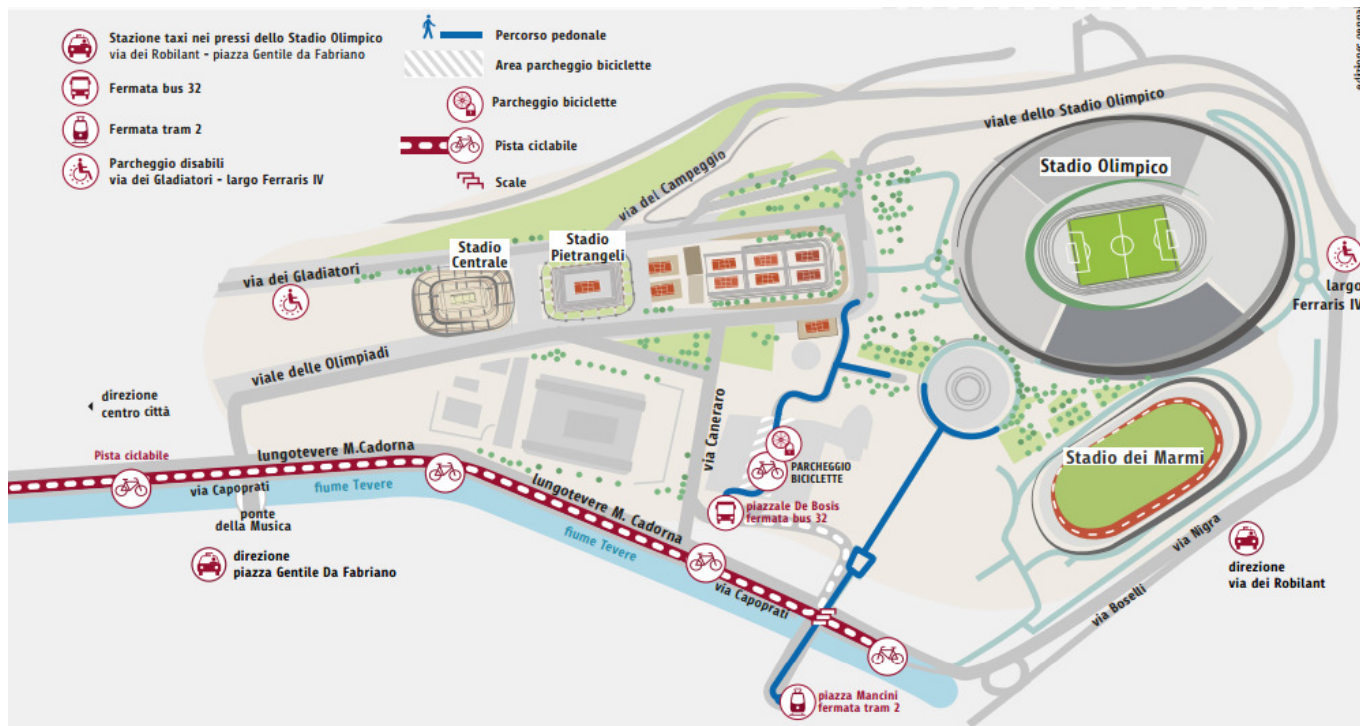 Stazione taxi nei pressi dello Stadio Olimpico
via dei Robilant - piazza Gentile da Fabriano
Fermata bus 32
Fermata tram 2
Parcheggio disabili
via dei Gladiatori - largo Ferraris IV
Percorso pedonale
Area parcheggio biciclette
Parcheggio biciclette
Pista ciclabile
Scale
viale dello Stadio Olimpico
Stadio Olimpico
via del Campeggio
Stadio
Centrale
Stadio
Pietrangeli
via dei Gladiatori
largo
Ferraris IV
viale delle Olimpiadi
direzione
centro città
via Caneraro
Stadio dei Marmi
Pista ciclabile
lungotevere M.Cadorna
via Capoprati
fiume Tevere
ponte
della Musica
direzione
piazza Gentile Da Fabriano
lungotevere M. Cadorna
fiume Tevere
PARCHEGGIO
BICICLETTE
piazzale De Bosis
fermata bus 32
via Capoprati
via Nigra
via Boselli
direzione
via dei Robilant
piazza Mancini
fermata tram 2